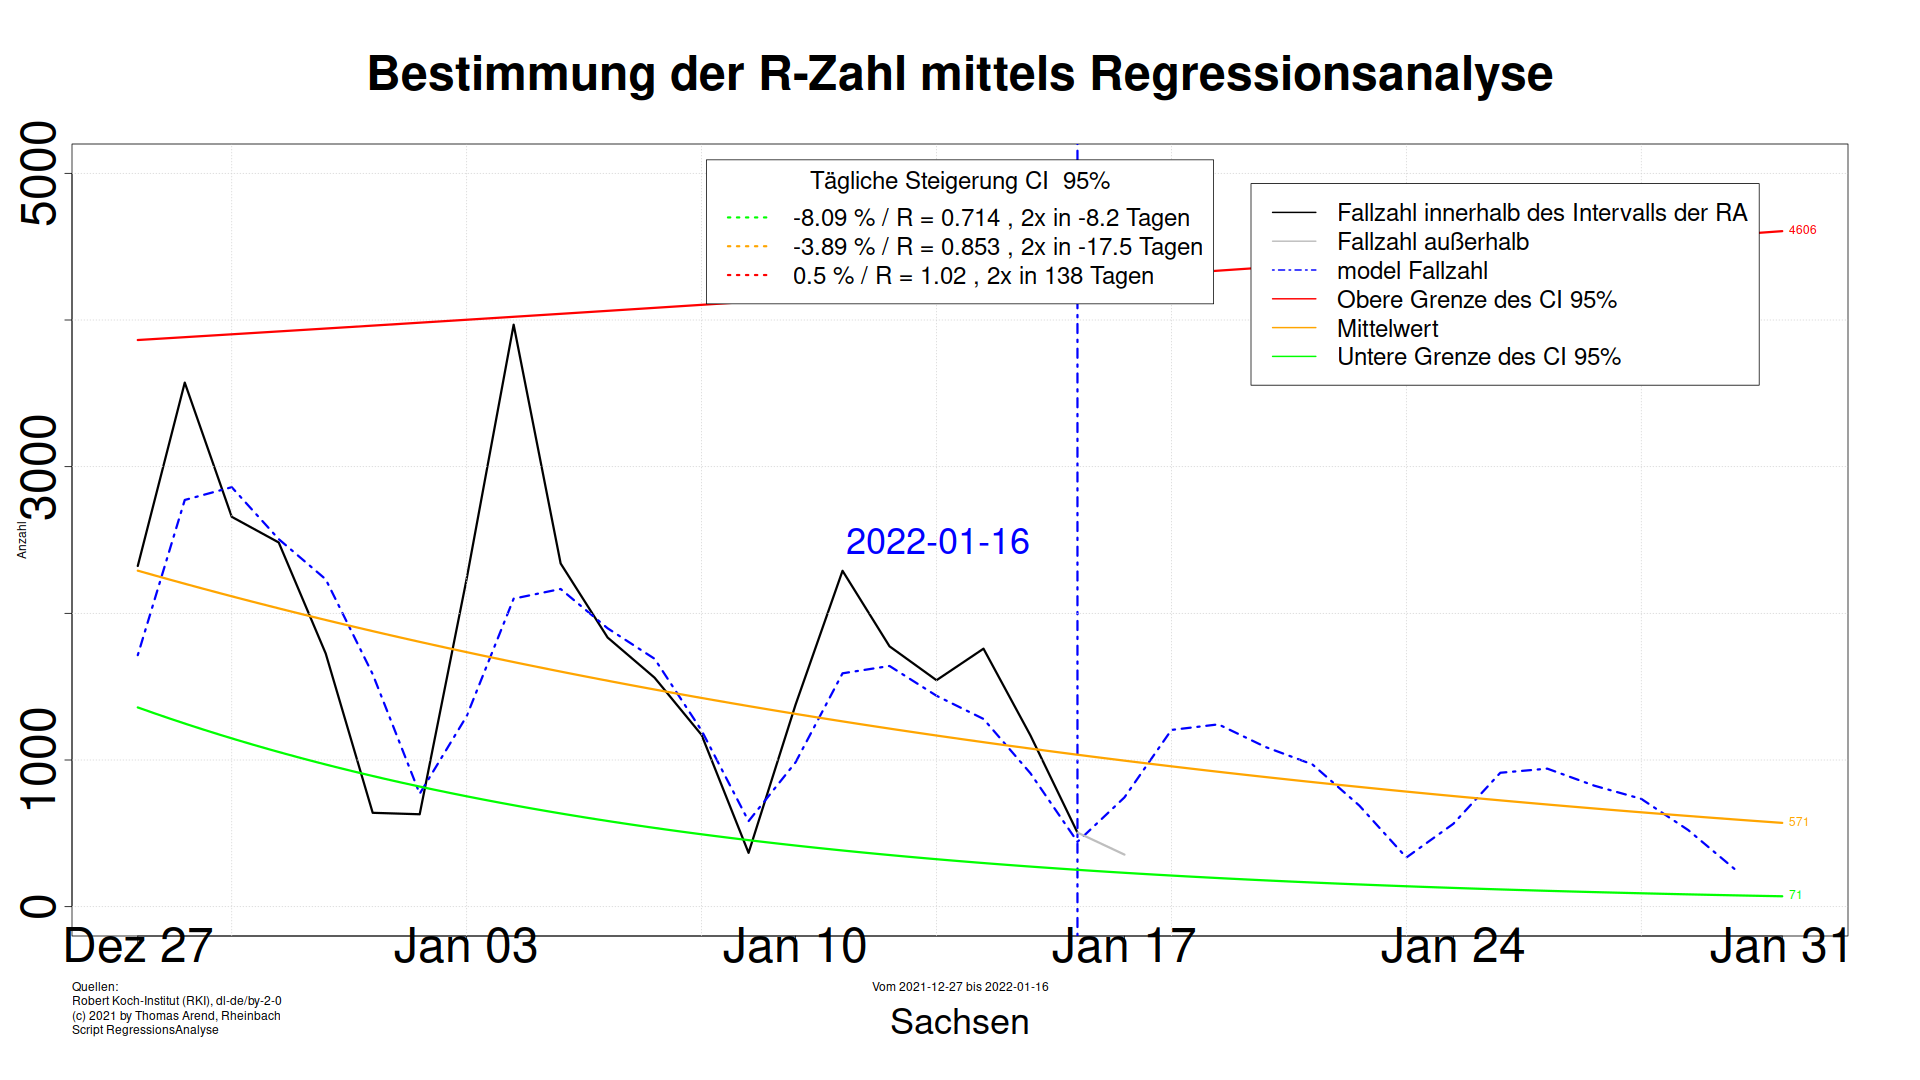 Bestimmung der R-Zahl mittels Regressionsanalyse
5000
3000
1000
0
Anzahl
Tägliche Steigerung CI 95%
-8.09 % / R = 0.714 , 2x in -8.2 Tagen
-3.89 % / R = 0.853 , 2x in -17.5 Tagen
0.5 % / R = 1.02 , 2x in 138 Tagen
Fallzahl innerhalb des Intervalls der RA
Fallzahl außerhalb
model Fallzahl
Obere Grenze des CI 95%
Mittelwert
Untere Grenze des CI 95%
4606
2022-01-16
571
71
Dez 27 Jan 03 Jan 10 Jan 17 Jan 24 Jan 31
Quellen:
Robert Koch-Institut (RKI), dl-de/by-2-0
(c) 2021 by Thomas Arend, Rheinbach
Script RegressionsAnalyse
Vom 2021-12-27 bis 2022-01-16
Sachsen